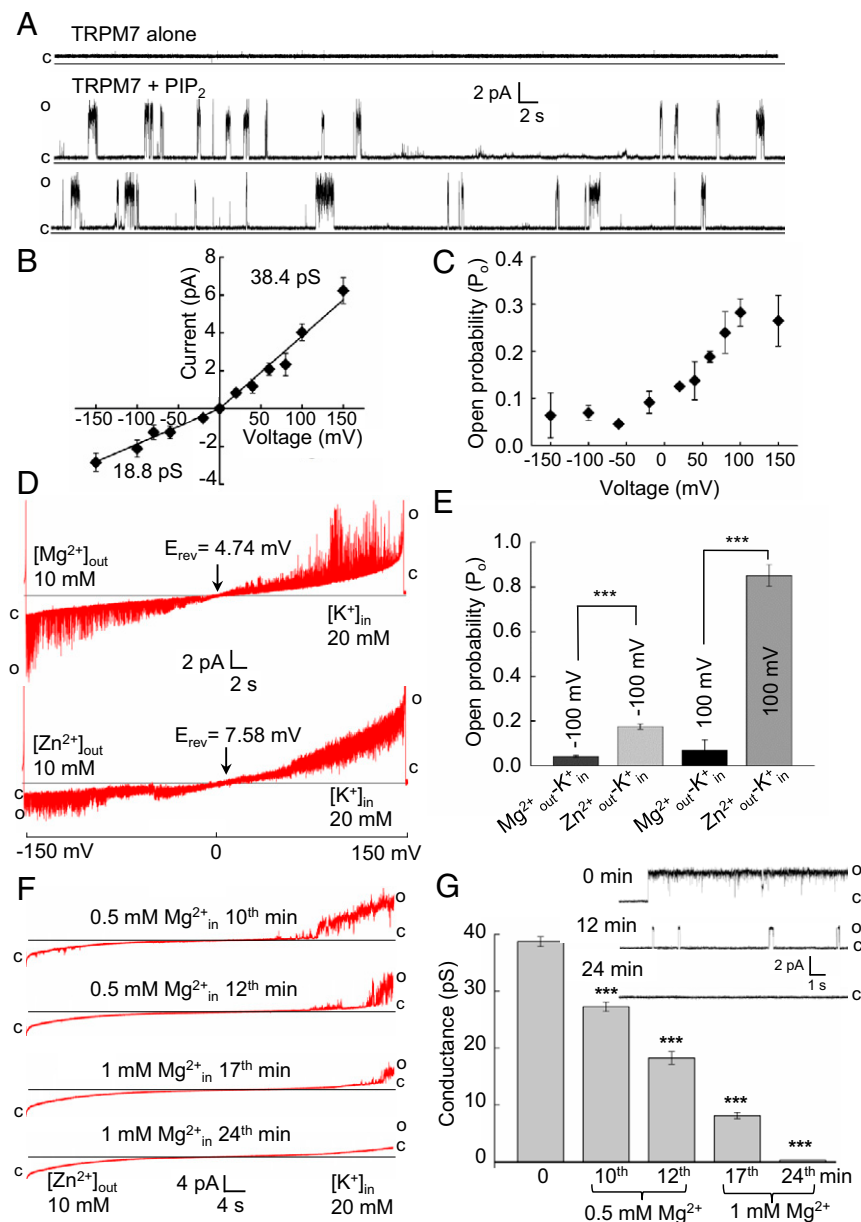 A
TRPM7 alone
c
TRPM7 + PIP2
o
2 pA
2 s
c
o
c
B
Current (pA)
8
6
4
2
-2
-4
38.4 pS
-150 -100 -50 50 100 150
Voltage (mV)
18.8 pS
C
Open probability (Po)
0.4
0.3
0.2
0.1
0.0
-150 -100 -50 0 50 100 150
Voltage (mV)
D
[Mg2+]out
10 mM
Erev= 4.74 mV
o
c
c
o
[K+]in
20 mM
2 pA
2 s
[Zn2+]out
10 mM
Erev= 7.58 mV
o
c
c
o
[K+]in
20 mM
-150 mV 0 150 mV
E
Open probability (Po)
1.0
0.8
0.6
0.4
0.2
0.0
*** ***
-100 mV -100 mV 100 mV 100 mV
Mg2+out-K+in Zn2+out-K+in Mg2+out-K+in Zn2+out-K+in
F
0.5 mM Mg2+in 10th min
o
c
c
0.5 mM Mg2+in 12th min
o
c
c
1 mM Mg2+in 17th min
o
c
c
1 mM Mg2+in 24th min
o
c
c
[Zn2+]out
10 mM
4 pA
4 s
[K+]in
20 mM
G
0 min
o
c
12 min
o
c
2 pA
1 s
24 min
c
Conductance (pS)
40
30
20
10
0
*** *** *** ***
0 10th 12th 17th 24th min
0.5 mM Mg2+ 1 mM Mg2+